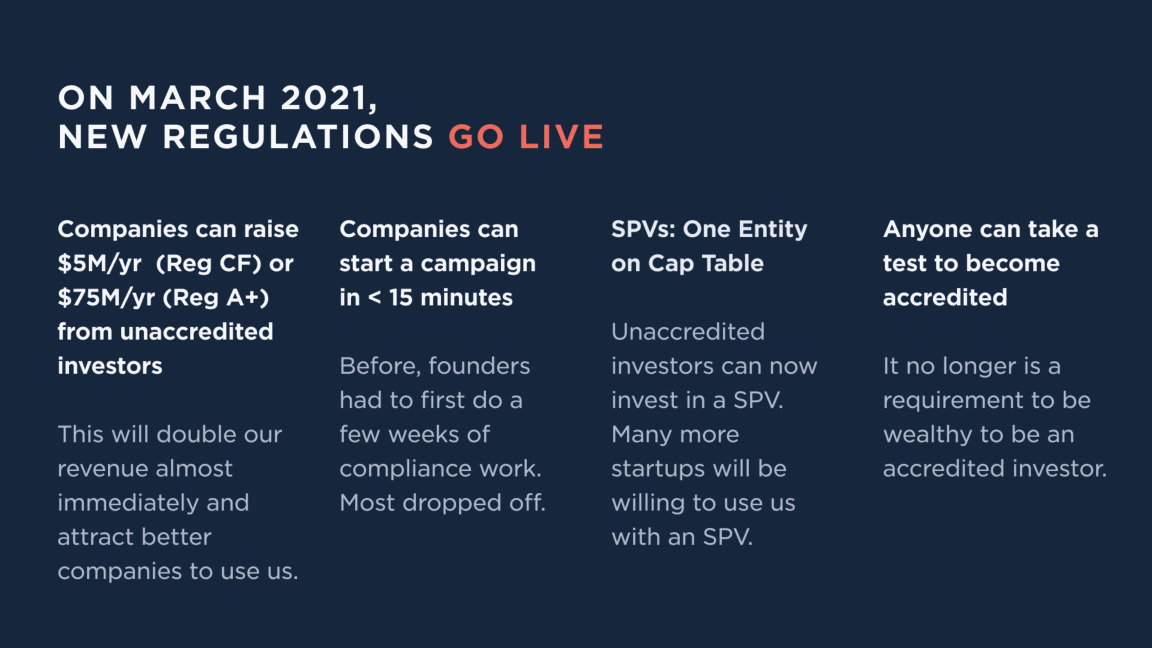 ON MARCH 2021,
NEW REGULATIONS GO LIVE
Companies can raise
$5M/yr  (Reg CF) or
$75M/yr (Reg A+)
from unaccredited
investors
This will double our
revenue almost
immediately and
attract better
companies to use us.
Companies can
start a campaign
in < 15 minutes
Before, founders
had to first do a
few weeks of
compliance work.
Most dropped off.
SPVs: One Entity
on Cap Table
Unaccredited
investors can now
invest in a SPV.
Many more
startups will be
willing to use us
with an SPV.
Anyone can take a
test to become
accredited
It no longer is a
requirement to be
wealthy to be an
accredited investor.